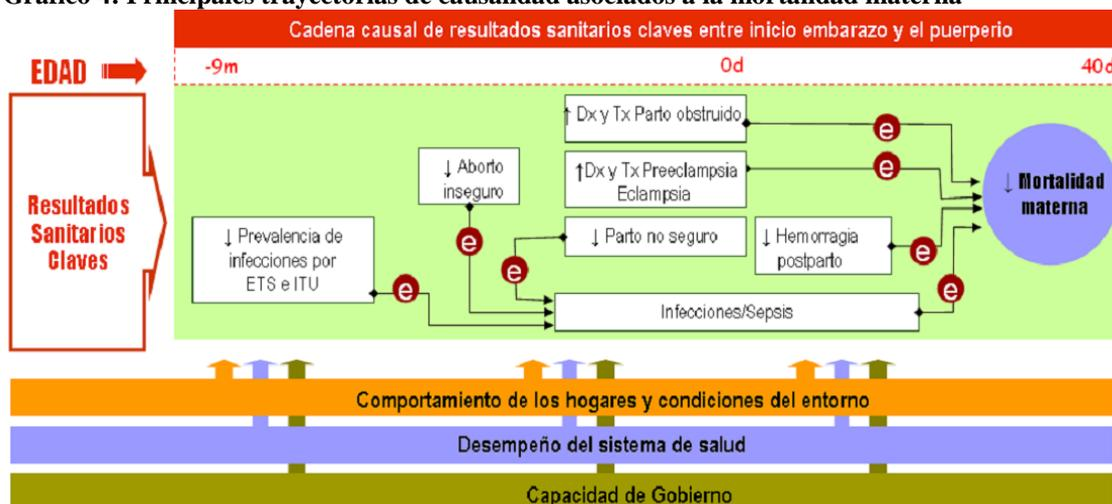 Gráfico 4. Principales trayectorias de causalidad asociados a la mortalidad materna
Cadena causal de resultados sanitarios claves entre inicio embarazo y el puerperio
EDAD
-9m
0d
40d
Resultados
Sanitarios
Claves
↑ Dx y Tx Parto obstruido
e
↓ Aborto
inseguro
↑Dx y Tx Preeclampsia
Eclampsia
e
↓ Mortalidad
materna
↓ Prevalencia de
infecciones por
ETS e ITU
e
↓ Parto no seguro
↓ Hemorragia
postparto
e
e
e
Infecciones/Sepsis
e
Comportamiento de los hogares y condiciones del entorno
Desempeño del sistema de salud
Capacidad de Gobierno